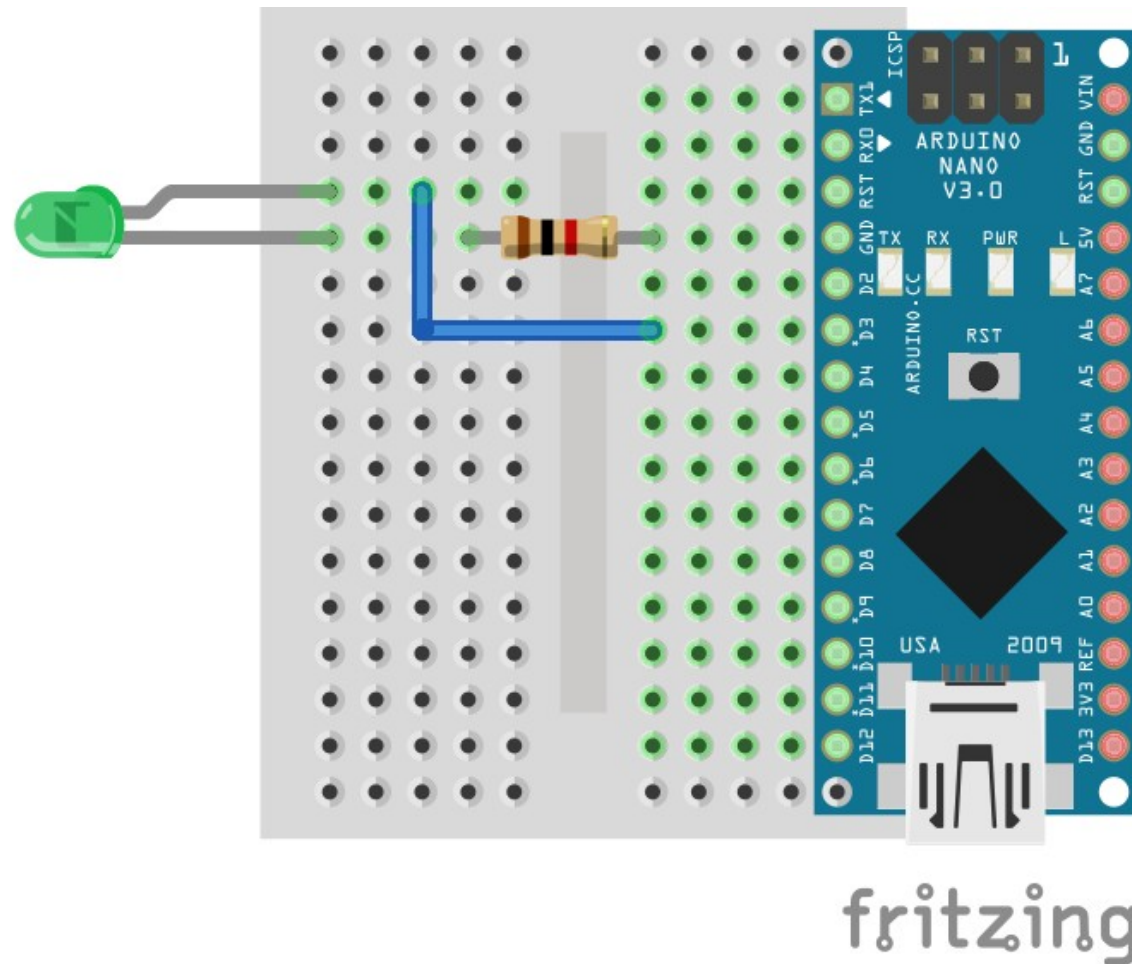 ICSP
1
TX1
RX0
RST
GND
D2
D3
D4
D5
D6
D7
D8
D9
D10
D11
D12
ARDUINO
NANO
V3.0
TX RX PWR L
ARDUINO.CC
RST
USA 2009
VIN
GND
RST
5V
A7
A6
A5
A4
A3
A2
A1
A0
REF
3V3
D13
fritzing